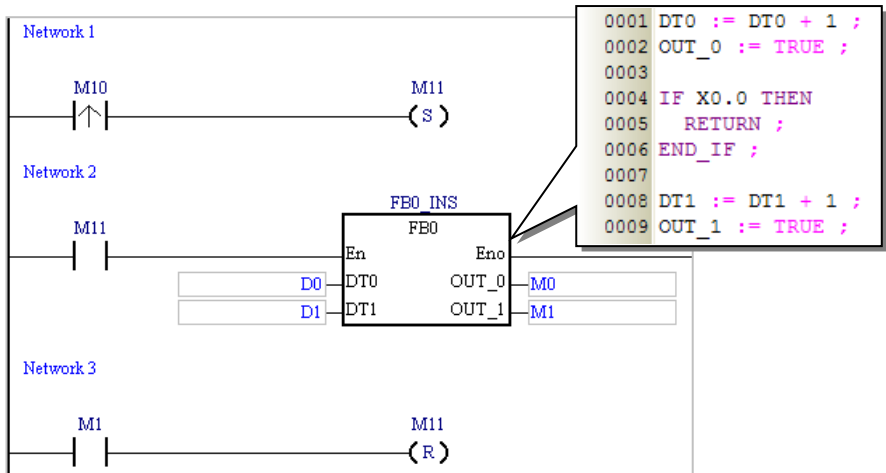 Network 1
M10 M11
S
Network 2
FB0_INS
M11 FB0
En Eno
D0 DT0 OUT_0 M0
D1 DT1 OUT_1 M1
Network 3
M1 M11
R
0001 DT0 := DT0 + 1 ;
0002 OUT_0 := TRUE ;
0003
0004 IF X0.0 THEN
0005 RETURN ;
0006 END_IF ;
0007
0008 DT1 := DT1 + 1 ;
0009 OUT_1 := TRUE ;